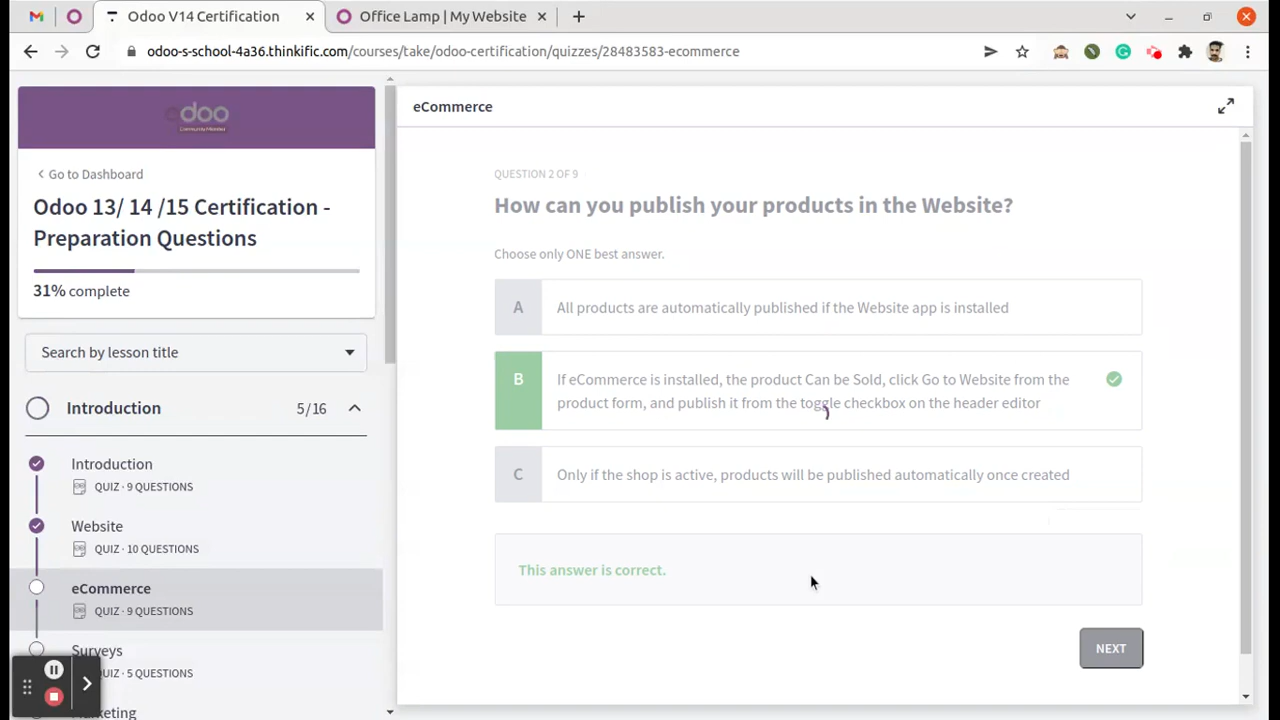 Odoo V14 Certification
Office Lamp | My Website
odoo-s-school-4a36.thinkific.com/courses/take/odoo-certification/quizzes/28483583-ecommerce
odoo
Go to Dashboard
Odoo 13/ 14 /15 Certification -
Preparation Questions
31% complete
Search by lesson title
Introduction 5/16
Introduction
QUIZ · 9 QUESTIONS
Website
QUIZ · 10 QUESTIONS
eCommerce
QUIZ · 9 QUESTIONS
Surveys
QUIZ · 5 QUESTIONS
Marketing
eCommerce
QUESTION 2 OF 9
How can you publish your products in the Website?
Choose only ONE best answer.
A All products are automatically published if the Website app is installed
B If eCommerce is installed, the product Can be Sold, click Go to Website from the
product form, and publish it from the toggle checkbox on the header editor
C Only if the shop is active, products will be published automatically once created
This answer is correct.
NEXT